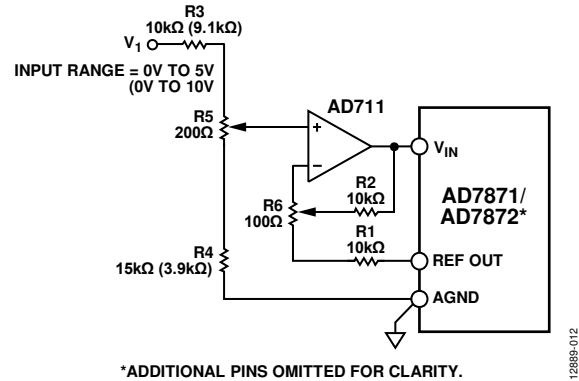 R3
10kΩ (9.1kΩ)
V1
INPUT RANGE = 0V TO 5V
(0V TO 10V
R5
200Ω
AD711
+
–
VIN
R2
10kΩ
R6
100Ω
AD7871/
AD7872*
R1
10kΩ
REF OUT
R4
15kΩ (3.9kΩ)
AGND
*ADDITIONAL PINS OMITTED FOR CLARITY.
12889-012